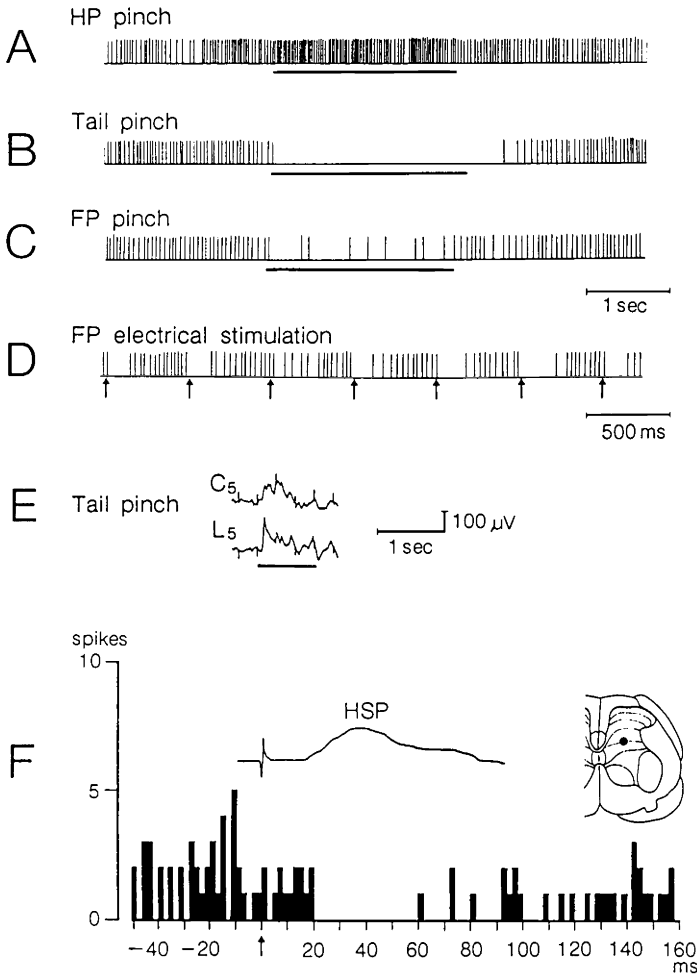 HP pinch
A
Tail pinch
B
FP pinch
C
1 sec
FP electrical stimulation
D
500 ms
E
Tail pinch
C5
L5
100 µV
1 sec
spikes
10
HSP
F
5
0
−40 −20 20 40 60 80 100 120 140 160
ms